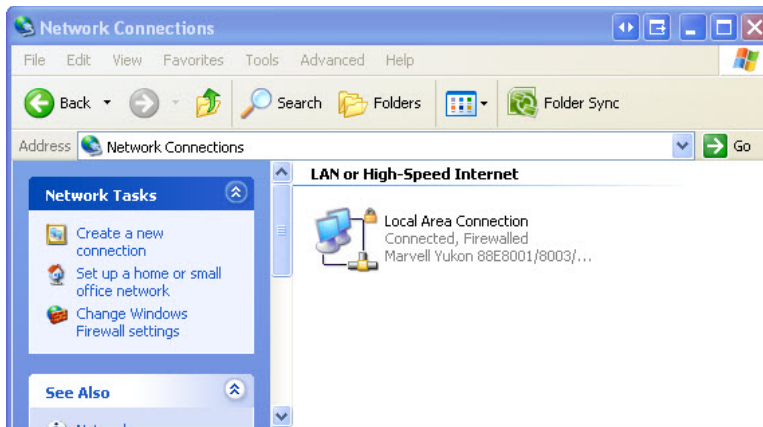 Network Connections
File Edit View Favorites Tools Advanced Help
Back Search Folders Folder Sync
Address Network Connections Go
Network Tasks
Create a new
connection
Set up a home or small
office network
Change Windows
Firewall settings
See Also
LAN or High-Speed Internet
Local Area Connection
Connected, Firewalled
Marvell Yukon 88E8001/8003/...